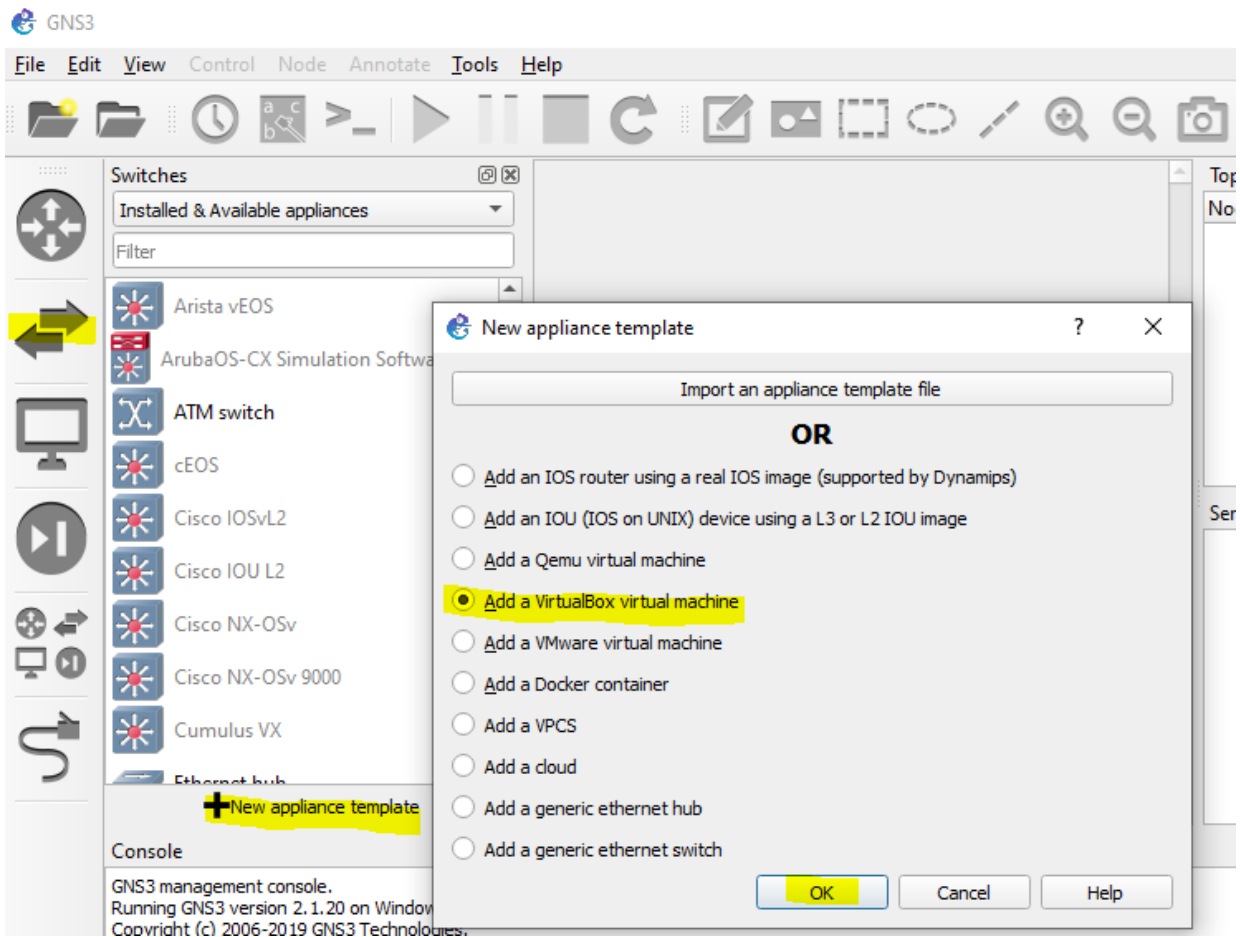 GNS3
File Edit View Control Node Annotate Tools Help
Switches
Installed & Available appliances
Filter
Arista vEOS
ArubaOS-CX Simulation
ATM switch
cEOS
Cisco IOSvL2
Cisco IOU L2
Cisco NX-OSv
Cisco NX-OSv 9000
Cumulus VX
Ethernet hub
New appliance template
Console
GNS3 management console.
Running GNS3 version 2.1.20 on
Copyright (c) 2006-2019 GNS3 Technologies.
New appliance template
?
Import an appliance template file
OR
Add an IOS router using a real IOS image (supported by Dynamips)
Add an IOU (IOS on UNIX) device using a L3 or L2 IOU image
Add a Qemu virtual machine
Add a VirtualBox virtual machine
Add a VMware virtual machine
Add a Docker container
Add a VPCS
Add a cloud
Add a generic ethernet hub
Add a generic ethernet switch
OK Cancel Help